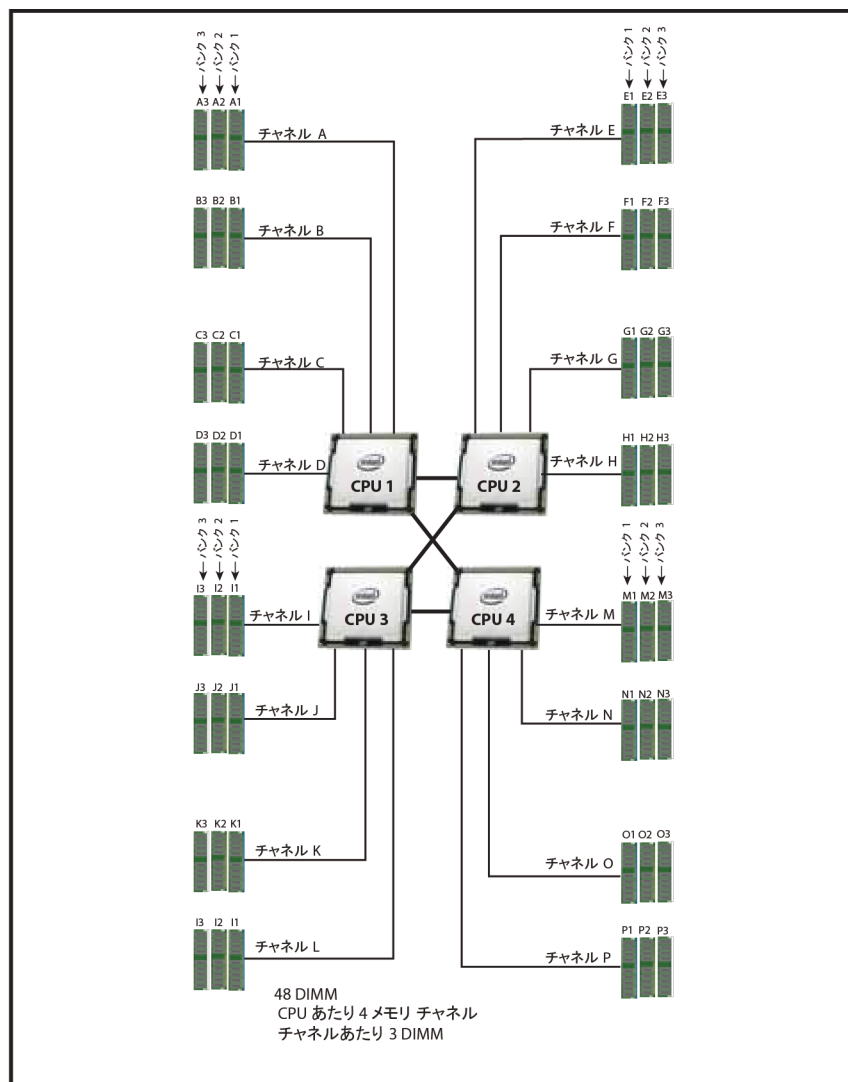 バンク 3
バンク 2
バンク 1
A3 A2 A1
チャネル A
B3 B2 B1
チャネル B
C3 C2 C1
チャネル C
D3 D2 D1
チャネル D
バンク 1
バンク 2
バンク 3
E1 E2 E3
チャネル E
F1 F2 F3
チャネル F
G1 G2 G3
チャネル G
H1 H2 H3
チャネル H
intel
CPU 1
intel
CPU 2
バンク 3
バンク 2
バンク 1
I3 I2 I1
チャネル I
J3 J2 J1
チャネル J
K3 K2 K1
チャネル K
I3 I2 I1
チャネル L
intel
CPU 3
intel
CPU 4
バンク 1
バンク 2
バンク 3
M1 M2 M3
チャネル M
N1 N2 N3
チャネル N
O1 O2 O3
チャネル O
P1 P2 P3
チャネル P
48 DIMM
CPU あたり 4 メモリ チャネル
チャネルあたり 3 DIMM